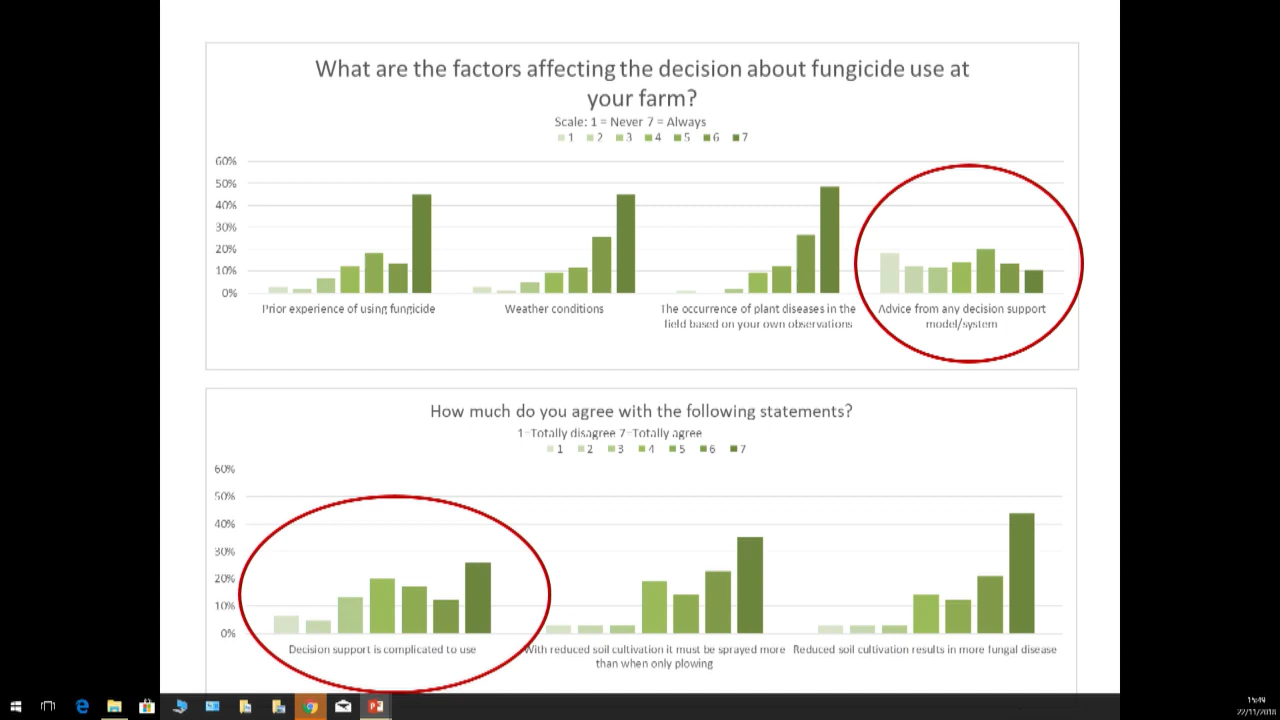 What are the factors affecting the decision about fungicide use at
your farm?
Scale: 1 = Never 7 = Always
1 2 3 4 5 6 7
60%
50%
40%
30%
20%
10%
0%
Prior experience of using fungicide
Weather conditions
The occurrence of plant diseases in the
field based on your own observations
Advice from any decision support
model/system
How much do you agree with the following statements?
1=Totally disagree 7=Totally agree
1 2 3 4 5 6 7
60%
50%
40%
30%
20%
10%
0%
Decision support is complicated to use
With reduced soil cultivation it must be sprayed more
than when only plowing
Reduced soil cultivation results in more fungal disease
15:49
22/11/2018